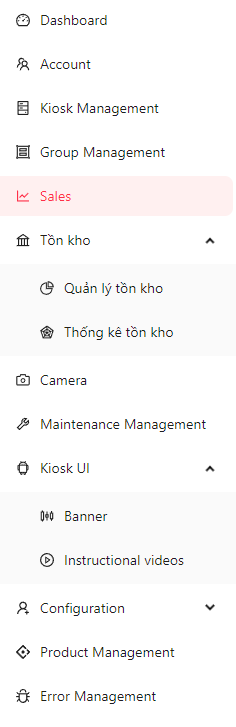 Dashboard
Account
Kiosk Management
Group Management
Sales
Tồn kho
Quản lý tồn kho
Thống kê tồn kho
Camera
Maintenance Management
Kiosk UI
Banner
Instructional videos
Configuration
Product Management
Error Management